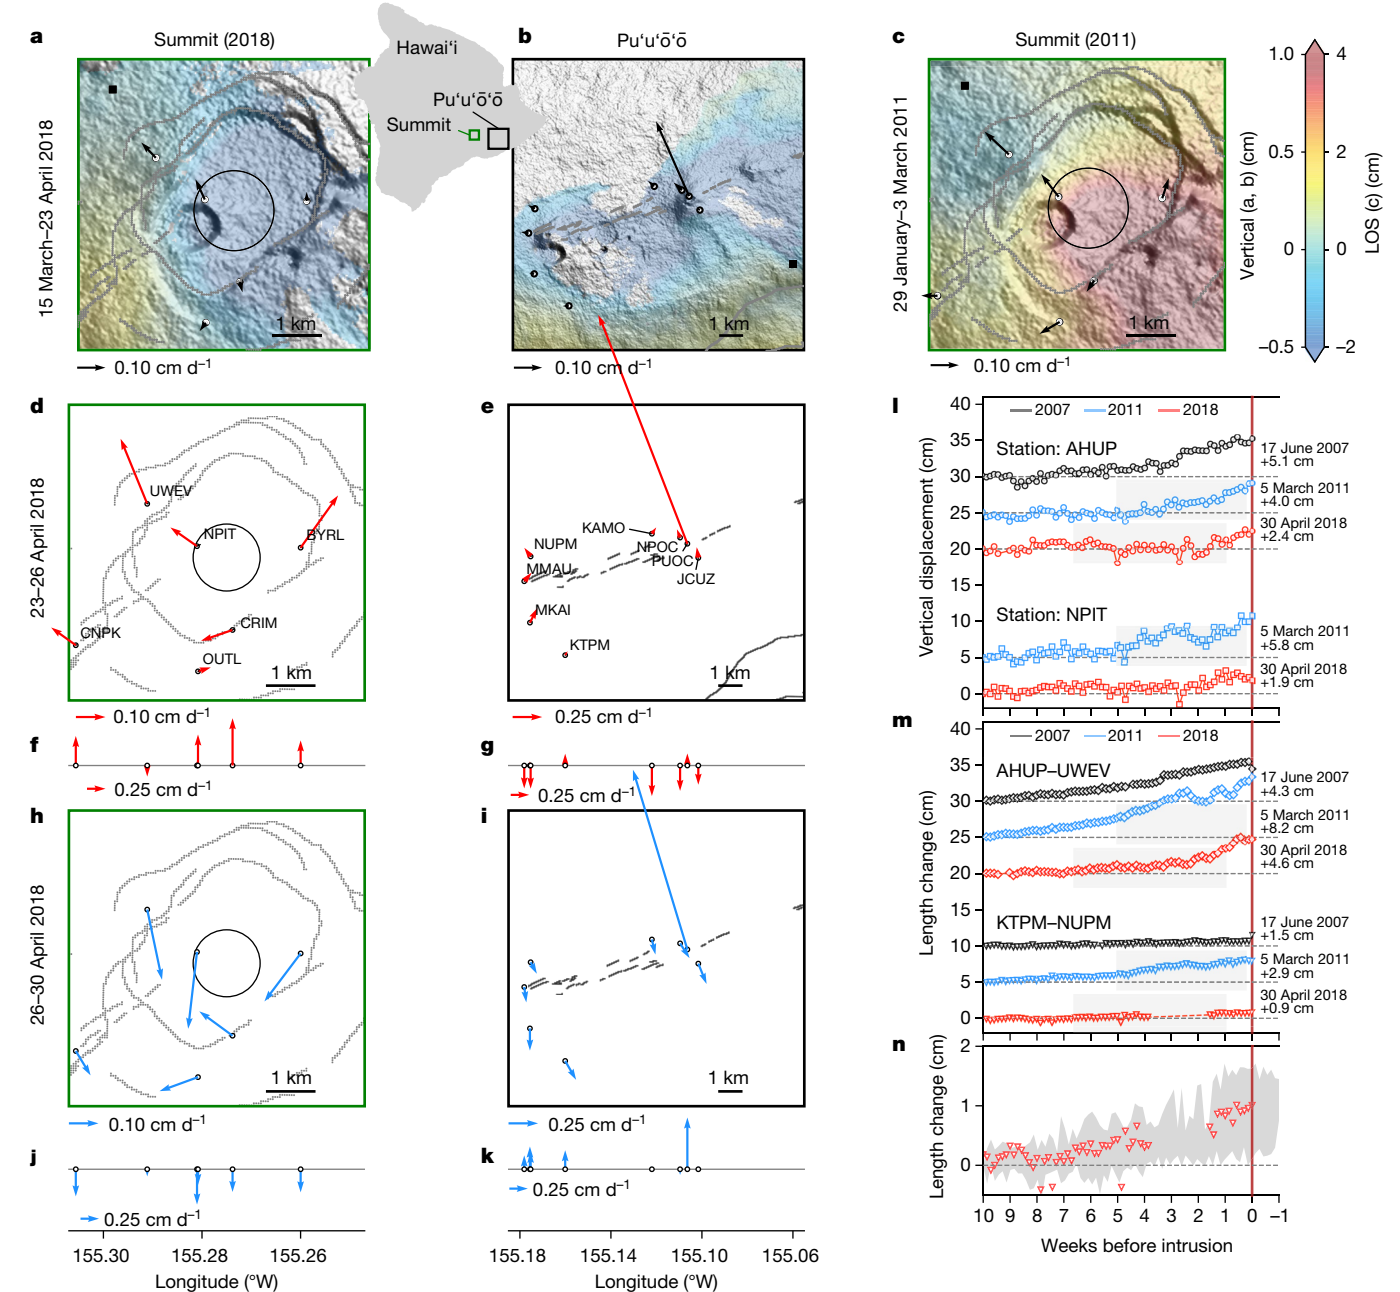 a
Summit (2018)
Hawai‘i
Pu‘u‘ō‘ō
Summit
15 March–23 April 2018
1 km
0.10 cm d⁻¹
b
Pu‘u‘ō‘ō
1 km
0.10 cm d⁻¹
c
Summit (2011)
29 January–3 March 2011
1 km
0.10 cm d⁻¹
1.0
0.5
0
–0.5
Vertical (a, b) (cm)
4
2
0
–2
LOS (c) (cm)
d
23–26 April 2018
UWEV
NPIT
BYRL
CNPK
CRIM
OUTL
1 km
0.10 cm d⁻¹
e
KAMO
NUPM
NPOC
MMAU
PUOC
JCUZ
MKAI
KTPM
1 km
0.25 cm d⁻¹
f
0.25 cm d⁻¹
g
0.25 cm d⁻¹
h
26–30 April 2018
1 km
0.10 cm d⁻¹
i
1 km
0.25 cm d⁻¹
j
0.25 cm d⁻¹
155.30
155.28
155.26
Longitude (°W)
k
0.25 cm d⁻¹
155.18
155.14
155.10
155.06
Longitude (°W)
l
Vertical displacement (cm)
40
35
30
25
20
15
10
5
0
2007
2011
2018
Station: AHUP
17 June 2007
+5.1 cm
5 March 2011
+4.0 cm
30 April 2018
+2.4 cm
Station: NPIT
5 March 2011
+5.8 cm
30 April 2018
+1.9 cm
m
Length change (cm)
40
35
30
25
20
15
10
5
0
2007
2011
2018
AHUP–UWEV
17 June 2007
+4.3 cm
5 March 2011
+8.2 cm
30 April 2018
+4.6 cm
KTPM–NUPM
17 June 2007
+1.5 cm
5 March 2011
+2.9 cm
30 April 2018
+0.9 cm
n
Length change (cm)
2
1
0
10 9 8 7 6 5 4 3 2 1 0 –1
Weeks before intrusion